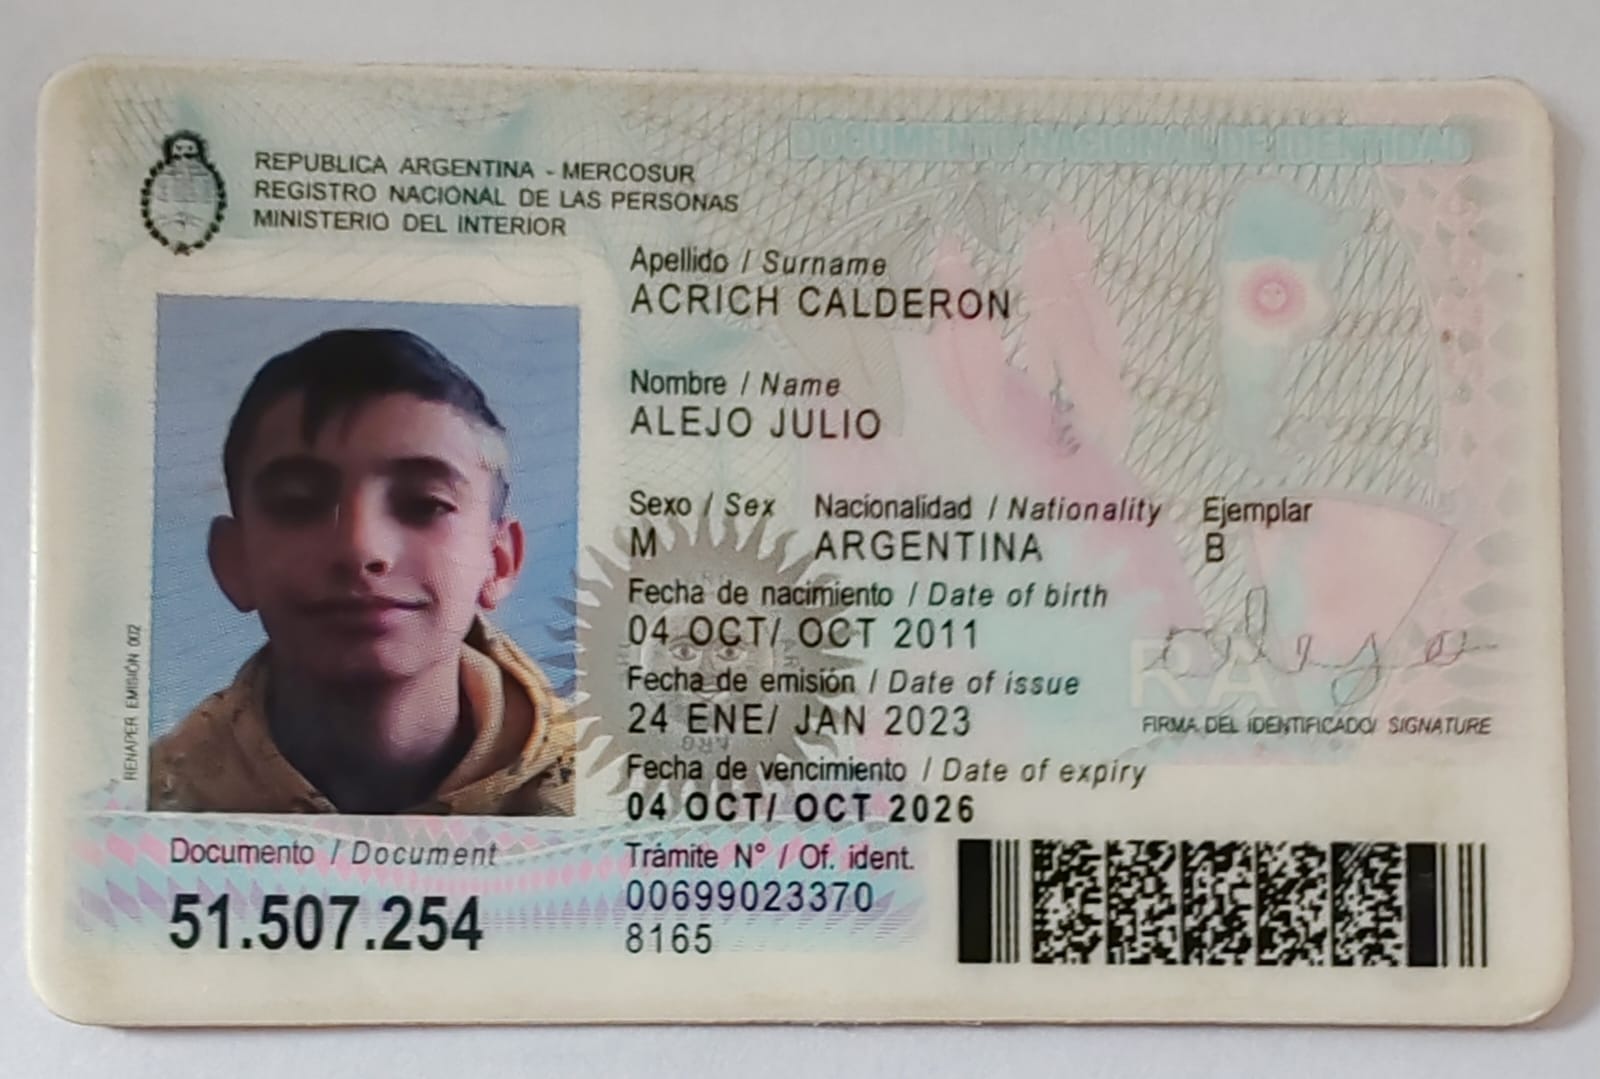 DOCUMENTO NACIONAL DE IDENTIDAD
REPUBLICA ARGENTINA - MERCOSUR
REGISTRO NACIONAL DE LAS PERSONAS
MINISTERIO DEL INTERIOR
Apellido / Surname
ACRICH CALDERON
Nombre / Name
ALEJO JULIO
Sexo / Sex Nacionalidad / Nationality Ejemplar
M ARGENTINA B
Fecha de nacimiento / Date of birth
04 OCT/ OCT 2011
Fecha de emisión / Date of issue
24 ENE/ JAN 2023
RA
FIRMA DEL IDENTIFICADO/ SIGNATURE
Fecha de vencimiento / Date of expiry
04 OCT/ OCT 2026
RENAPER EMISIÓN 002
Documento / Document
51.507.254
Trámite N° / Of. ident.
00699023370
8165